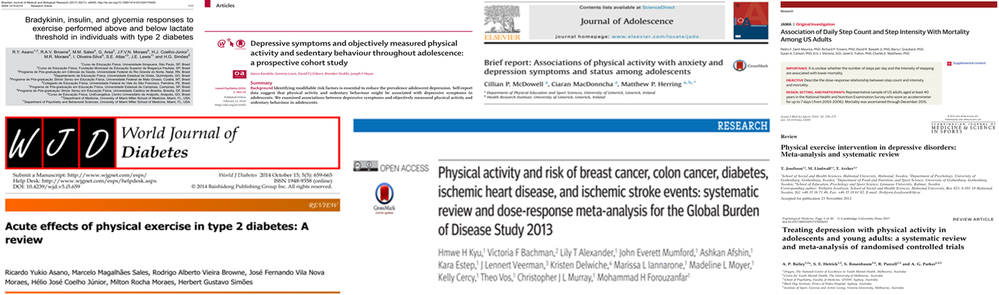 Brazilian Journal of Medical and Biological Research (2017) 50(11): e6400, http://dx.doi.org/10.1590/1414-431X20176400
ISSN 1414-431X Research Article
1/11
Bradykinin, insulin, and glycemia responses to
exercise performed above and below lactate
threshold in individuals with type 2 diabetes
R.Y. Asano1,2, R.A.V. Browne3, M.M. Sales4, G. Arsa5, J.F.V.N. Moraes6, H.J. Coelho-Júnior7,
M.R. Moraes8, I. Oliveira-Silva9, S.E. Atlas10, J.E. Lewis11 and H.G. Simões8
1Curso de Educação Física, Universidade Ibirapuera, São Paulo, SP, Brasil
2Curso de Educação Física, Fundação Municipal de Educação Superior de Bragança Paulista, SP, Brasil
3Programa de Pós-graduação em Ciências da Saúde, Universidade Federal do Rio Grande do Norte, Natal, RN, Brasil
4Departamento de Educação Física, Universidade Estadual de Goiás, Quirinópolis, GO, Brasil
5Programa de Pós-graduação Stricto Sensu em Educação Física, Universidade Federal de Mato Grosso, Cuiabá, MT, Brasil
6Colegiado de Educação Física, Universidade Federal do Vale do São Francisco, Petrolina, PE, Brasil
7Programa de Pós-graduação em Educação Física, Universidade Estadual de Campinas, Campinas, SP, Brasil
8Programa de Pós-graduação Stricto Sensu em Educação Física, Universidade Católica de Brasília, Brasília, DF, Brasil
9Curso de Educação Física, UniEvangélica, Centro Universitário de Anápolis, Anápolis, GO, Brasil
10Department of Medicine, University of Miami Miller School of Medicine, Miami, FL, USA
11Department of Psychiatry and Behavioral Sciences, University of Miami Miller School of Medicine, Miami, FL, USA
Articles
CrossMark
Depressive symptoms and objectively measured physical
activity and sedentary behaviour throughout adolescence:
a prospective cohort study
oa
Aaron Kandola, Gemma Lewis, David P J Osborn, Brendon Stubbs, Joseph F Hayes
Summary
Lancet Psychiatry 2020;
7: 262–71
Published Online
February 11, 2020
https://doi.org/10.1016/
Background Identifying modifiable risk factors is essential to reduce the prevalence adolescent depression. Self-report
data suggest that physical activity and sedentary behaviour might be associated with depressive symptoms in
adolescents. We examined associations between depressive symptoms and objectively measured physical activity and
sedentary behaviour in adolescents.
ELSEVIER
Contents lists available at ScienceDirect
Journal of Adolescence
journal homepage: www.elsevier.com/locate/jado
Brief report: Associations of physical activity with anxiety and
depression symptoms and status among adolescents
CrossMark
Cillian P. McDowell a, Ciaran MacDonncha a, Matthew P. Herring a, b, *
a Department of Physical Education and Sport Sciences, University of Limerick, Limerick, Ireland
b Health Research Institute, University of Limerick, Limerick, Ireland
Research
JAMA | Original Investigation
Association of Daily Step Count and Step Intensity With Mortality
Among US Adults
Pedro F. Saint-Maurice, PhD; Richard P. Troiano, PhD; David R. Bassett Jr, PhD; Barry I. Graubard, PhD;
Susan A. Carlson, PhD; Eric J. Shiroma, ScD; Janet E. Fulton, PhD; Charles E. Matthews, PhD
Supplemental content
IMPORTANCE It is unclear whether the number of steps per day and the intensity of stepping
are associated with lower mortality.
OBJECTIVE Describe the dose-response relationship between step count and intensity
and mortality.
DESIGN, SETTING, AND PARTICIPANTS Representative sample of US adults aged at least 40
years in the National Health and Nutrition Examination Survey who wore an accelerometer
for up to 7 days ( from 2003-2006). Mortality was ascertained through December 2015.
WJD
World Journal of
Diabetes
Submit a Manuscript: http://www.wjgnet.com/esps/
Help Desk: http://www.wjgnet.com/esps/helpdesk.aspx
DOI: 10.4239/wjd.v5.i5.659
World J Diabetes 2014 October 15; 5(5): 659-665
ISSN 1948-9358 (online)
© 2014 Baishideng Publishing Group Inc. All rights reserved.
REVIEW
Acute effects of physical exercise in type 2 diabetes: A
review
Ricardo Yukio Asano, Marcelo Magalhães Sales, Rodrigo Alberto Vieira Browne, José Fernando Vila Nova
Moraes, Hélio José Coelho Júnior, Milton Rocha Moraes, Herbert Gustavo Simões
RESEARCH
OPEN ACCESS
CrossMark
Physical activity and risk of breast cancer, colon cancer, diabetes,
ischemic heart disease, and ischemic stroke events: systematic
review and dose-response meta-analysis for the Global Burden
of Disease Study 2013
Hmwe H Kyu,1 Victoria F Bachman,2 Lily T Alexander,1 John Everett Mumford,1 Ashkan Afshin,1
Kara Estep,1 J Lennert Veerman,3 Kristen Delwiche,4 Marissa L Iannarone,1 Madeline L Moyer,1
Kelly Cercy,1 Theo Vos,1 Christopher J L Murray,1 Mohammad H Forouzanfar1
Scand J Med Sci Sports 2014: 24: 259–272
doi: 10.1111/sms.12050
© 2013 John Wiley & Sons A/S.
Published by John Wiley & Sons Ltd
SCANDINAVIAN JOURNAL OF
MEDICINE & SCIENCE
IN SPORTS
Review
Physical exercise intervention in depressive disorders:
Meta-analysis and systematic review
T. Josefsson1,2, M. Lindwall2,3, T. Archer2,4
1School of Social and Health Sciences, Halmstad University, Halmstad, Sweden, 2Department of Psychology, University of
Gothenburg, Gothenburg, Sweden, 3Department of Food and Nutrition, and Sport Science, University of Gothenburg, Gothenburg,
Sweden, 4School of Education, Psychology and Sport Science, Linnaeus University, Kalmar, Sweden
Corresponding author: Torbjörn Josefsson, School of Social and Health Sciences, Halmstad University, Box 823, S-301 18 Halmstad,
Sweden. Tel: +46 35 16 71 46, Fax: +46 35 18 61 92, E-mail: Torbjorn.Josefsson@hh.se
Accepted for publication 23 November 2012
Psychological Medicine, Page 1 of 20. © Cambridge University Press 2017
doi:10.1017/S0033291717002653
REVIEW ARTICLE
Treating depression with physical activity in
adolescents and young adults: a systematic review
and meta-analysis of randomised controlled trials
A. P. Bailey1,2*, S. E. Hetrick1,2, S. Rosenbaum3,4, R. Purcell1,2 and A. G. Parker1,2,5
1 Orygen, The National Centre of Excellence in Youth Mental Health, Melbourne, Australia
2 Centre for Youth Mental Health, The University of Melbourne, Australia
3 School of Psychiatry, Faculty of Medicine, UNSW, Sydney, Australia
4 Black Dog Institute, Prince of Wales Hospital, Sydney, Australia
5 Institute of Sport, Exercise and Active Living, Victoria University, Melbourne, Australia